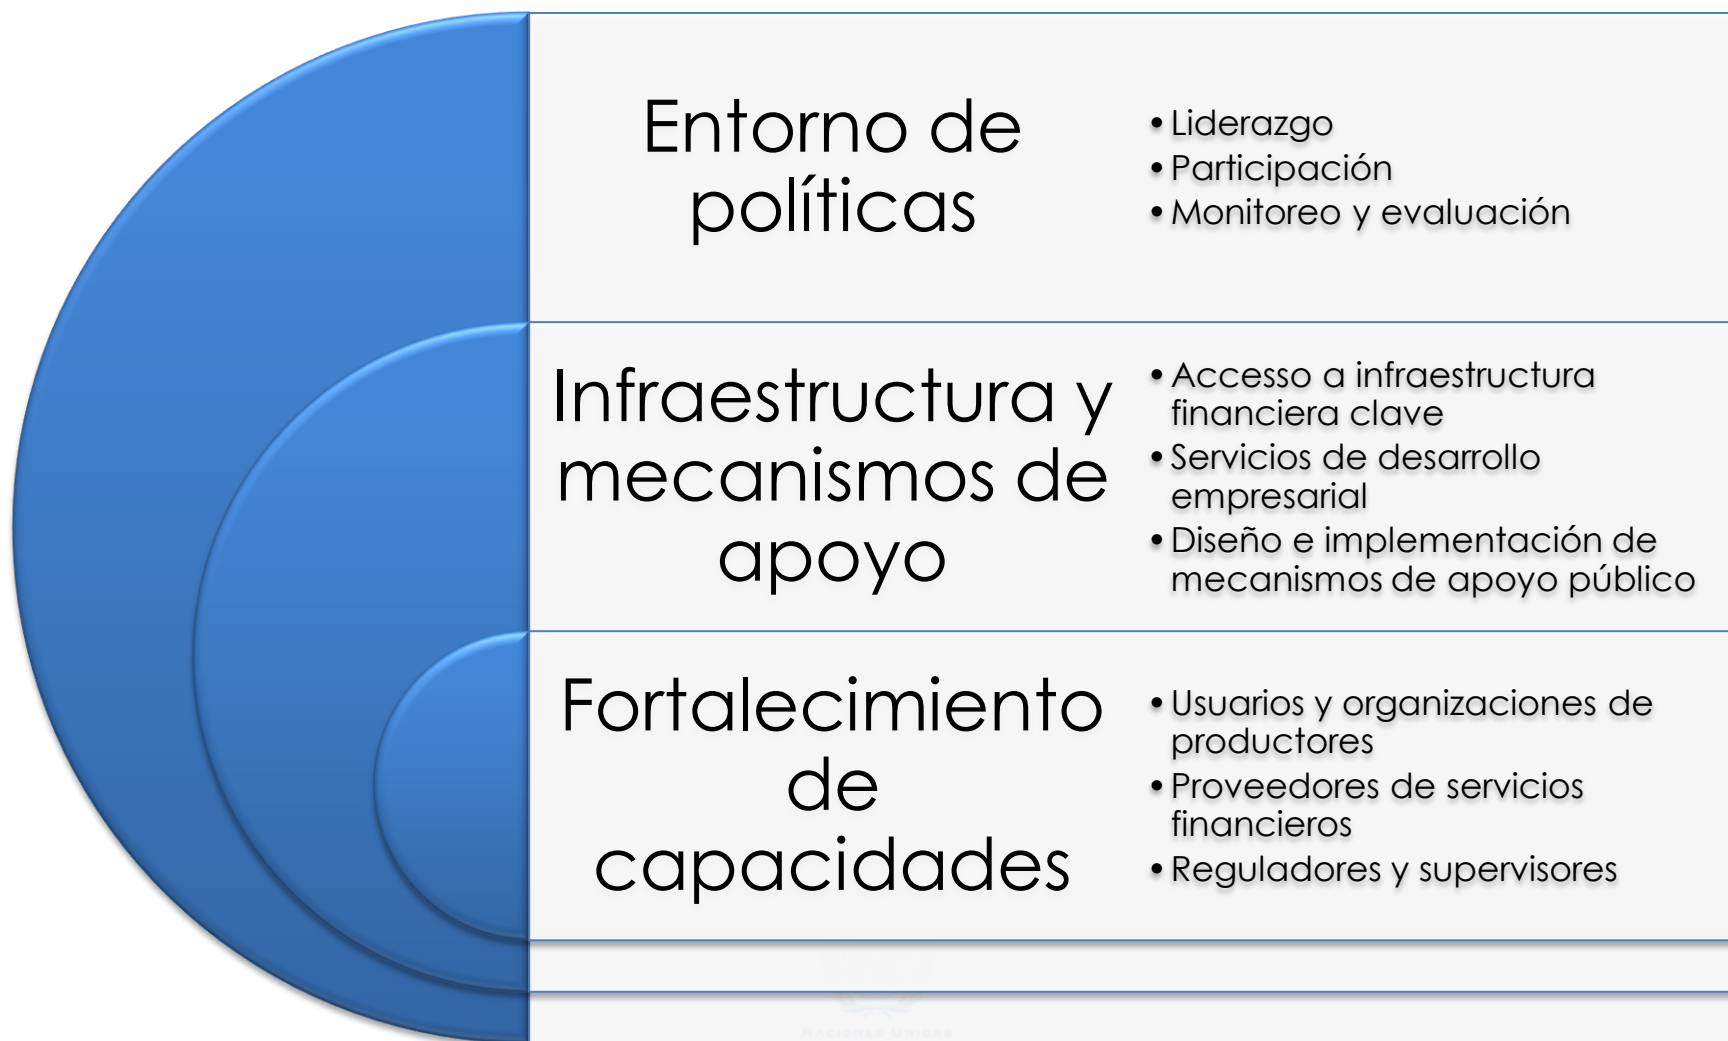 Entorno de
políticas
• Liderazgo
• Participación
• Monitoreo y evaluación
Infraestructura y
mecanismos de
apoyo
• Accesso a infraestructura
financiera clave
• Servicios de desarrollo
empresarial
• Diseño e implementación de
mecanismos de apoyo público
Fortalecimiento
de
capacidades
• Usuarios y organizaciones de
productores
• Proveedores de servicios
financieros
• Reguladores y supervisores
NACIONES UNIDAS